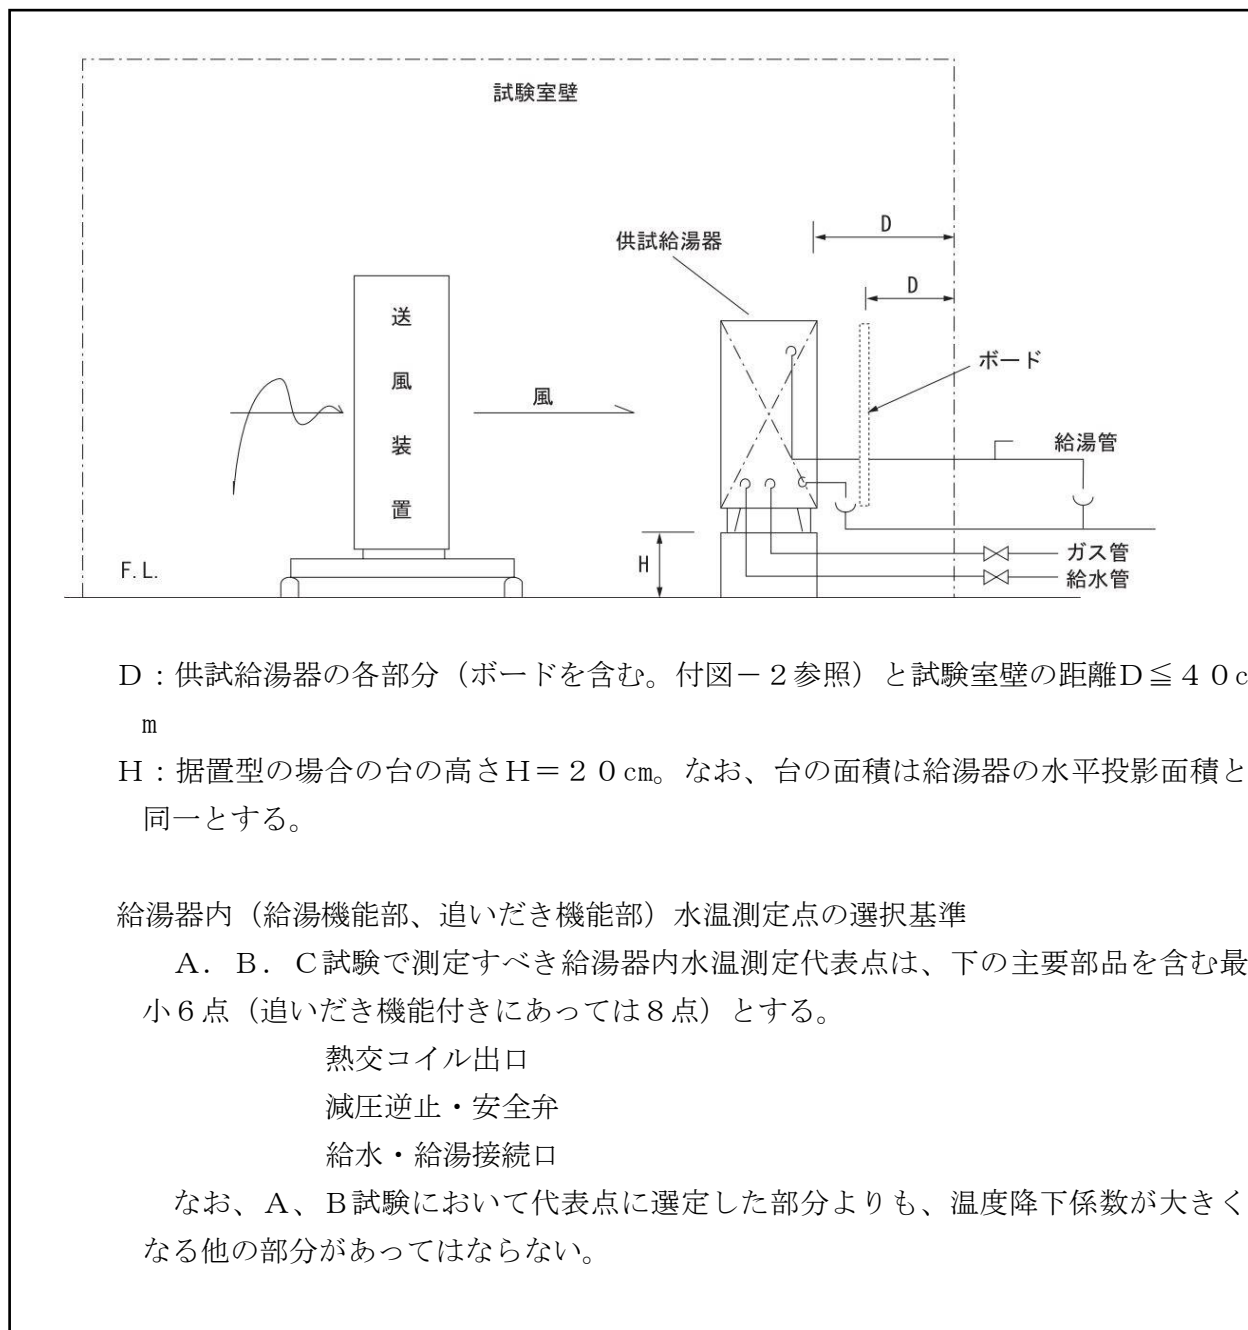 試験室壁
D
供試給湯器
D
送風装置
風
ボード
給湯管
F.L.
H
ガス管
給水管
D：供試給湯器の各部分（ボードを含む。付図－２参照）と試験室壁の距離D≦４０c
m
H：据置型の場合の台の高さH＝２０㎝。なお、台の面積は給湯器の水平投影面積と
同一とする。
給湯器内（給湯機能部、追いだき機能部）水温測定点の選択基準
A．B．C試験で測定すべき給湯器内水温測定代表点は、下の主要部品を含む最
小６点（追いだき機能付きにあっては８点）とする。
熱交コイル出口
減圧逆止・安全弁
給水・給湯接続口
なお、A、B試験において代表点に選定した部分よりも、温度降下係数が大きく
なる他の部分があってはならない。